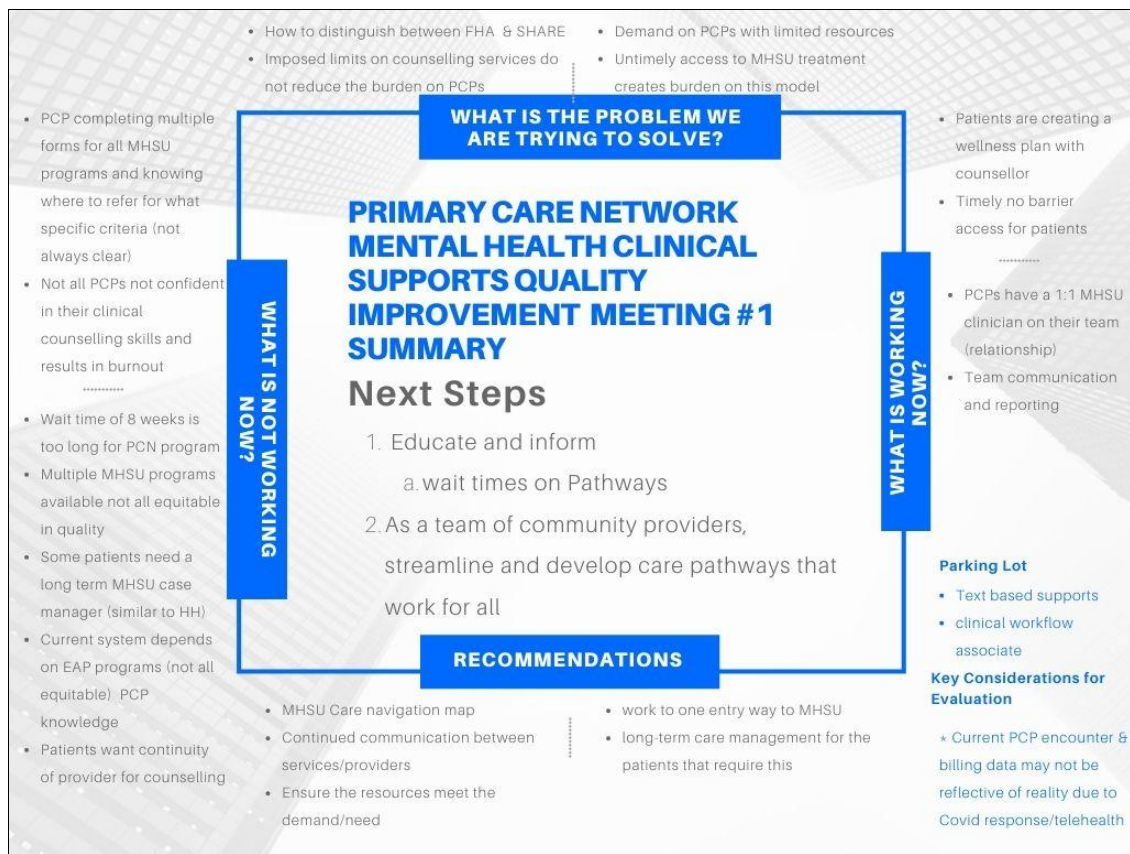 • How to distinguish between FHA & SHARE
• Imposed limits on counselling services do
not reduce the burden on PCPs
• Demand on PCPs with limited resources
• Untimely access to MHSU treatment
creates burden on this model
WHAT IS THE PROBLEM WE
ARE TRYING TO SOLVE?
• PCP completing multiple
forms for all MHSU
programs and knowing
where to refer for what
specific criteria (not
always clear)
• Not all PCPs not confident
in their clinical
counselling skills and
results in burnout
• Wait time of 8 weeks is
too long for PCN program
• Multiple MHSU programs
available not all equitable
in quality
• Some patients need a
long term MHSU case
manager (similar to HH)
• Current system depends
on EAP programs (not all
equitable) PCP
knowledge
• Patients want continuity
of provider for counselling
WHAT IS NOT WORKING
NOW?
PRIMARY CARE NETWORK
MENTAL HEALTH CLINICAL
SUPPORTS QUALITY
IMPROVEMENT MEETING #1
SUMMARY
Next Steps
1. Educate and inform
a. wait times on Pathways
2. As a team of community providers,
streamline and develop care pathways that
work for all
WHAT IS WORKING
NOW?
• Patients are creating a
wellness plan with
counsellor
• Timely no barrier
access for patients
• PCPs have a 1:1 MHSU
clinician on their team
(relationship)
• Team communication
and reporting
RECOMMENDATIONS
• MHSU Care navigation map
• Continued communication between
services/providers
• Ensure the resources meet the
demand/need
• work to one entry way to MHSU
• long-term care management for the
patients that require this
Parking Lot
• Text based supports
• clinical workflow
associate
Key Considerations for
Evaluation
* Current PCP encounter &
billing data may not be
reflective of reality due to
Covid response/telehealth